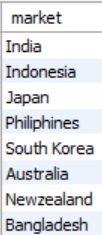 market
India
Indonesia
Japan
Philiphines
South Korea
Australia
Newzealand
Bangladesh